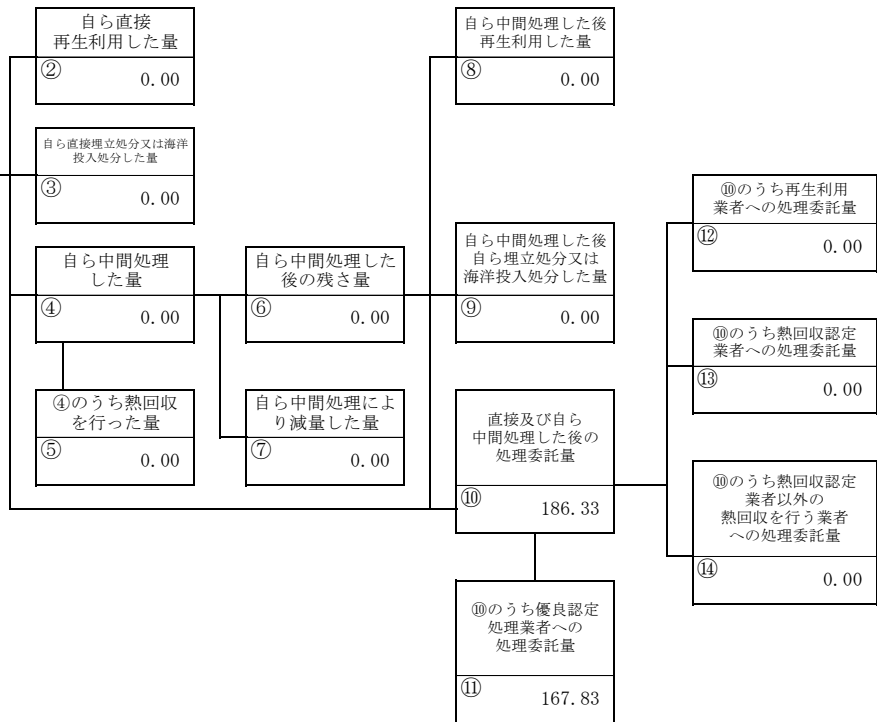 自ら直接
再生利用した量
②
0.00
自ら直接埋立処分又は海洋
投入処分した量
③
0.00
自ら中間処理
した量
④
0.00
④のうち熱回収
を行った量
⑤
0.00
自ら中間処理した
後の残さ量
⑥
0.00
自ら中間処理によ
り減量した量
⑦
0.00
自ら中間処理した後
再生利用した量
⑧
0.00
自ら中間処理した後
自ら埋立処分又は
海洋投入処分した量
⑨
0.00
直接及び自ら
中間処理した後の
処理委託量
⑩
186.33
⑩のうち優良認定
処理業者への
処理委託量
⑪
167.83
⑩のうち再生利用
業者への処理委託量
⑫
0.00
⑩のうち熱回収認定
業者への処理委託量
⑬
0.00
⑩のうち熱回収認定
業者以外の
熱回収を行う業者
への処理委託量
⑭
0.00